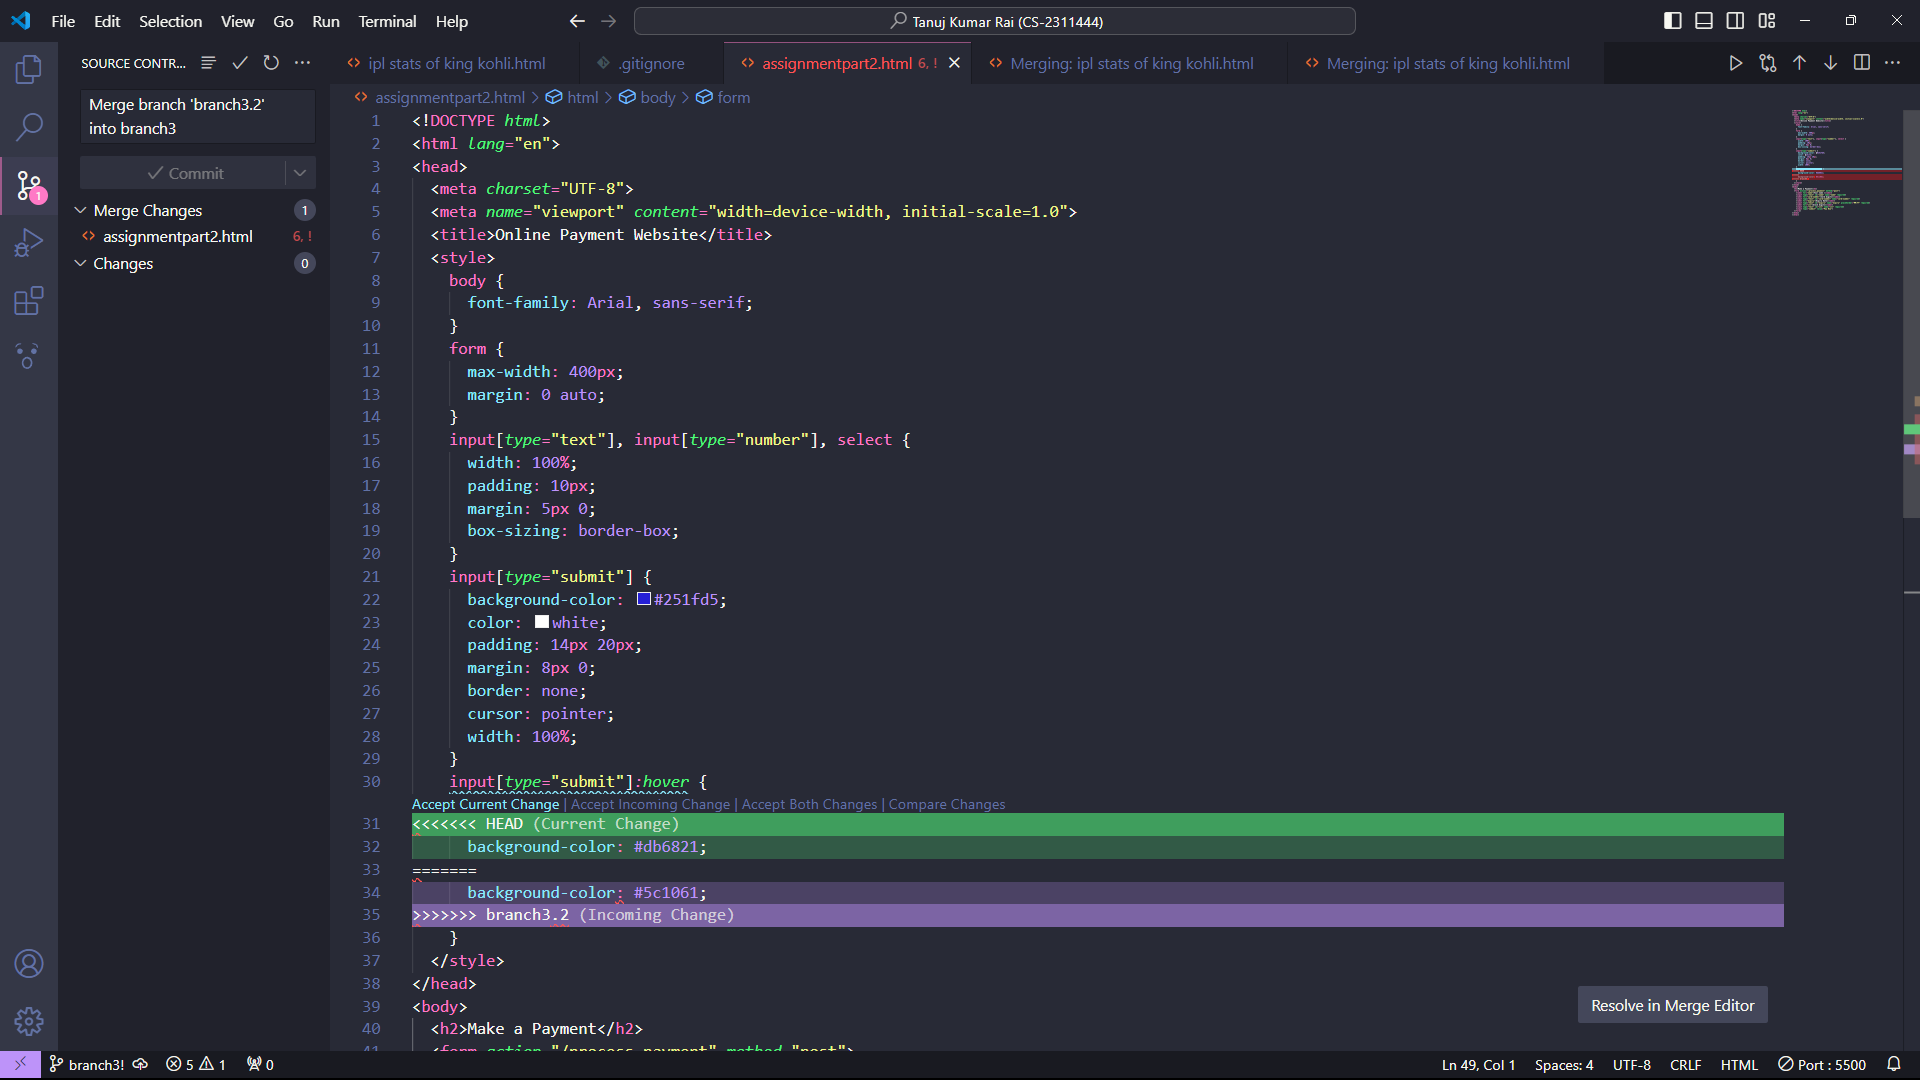 File Edit Selection View Go Run Terminal Help
Tanuj Kumar Rai (CS-2311444)
SOURCE CONTR...
ipl stats of king kohli.html
.gitignore
assignmentpart2.html 6, !
Merging: ipl stats of king kohli.html
Merging: ipl stats of king kohli.html
Merge branch 'branch3.2'
into branch3
Commit
Merge Changes 1
assignmentpart2.html 6, !
Changes 0
1
assignmentpart2.html > html > body > form
1 <!DOCTYPE html>
2 <html lang="en">
3 <head>
4 <meta charset="UTF-8">
5 <meta name="viewport" content="width=device-width, initial-scale=1.0">
6 <title>Online Payment Website</title>
7 <style>
8 body {
9 font-family: Arial, sans-serif;
10 }
11 form {
12 max-width: 400px;
13 margin: 0 auto;
14 }
15 input[type="text"], input[type="number"], select {
16 width: 100%;
17 padding: 10px;
18 margin: 5px 0;
19 box-sizing: border-box;
20 }
21 input[type="submit"] {
22 background-color: #251fd5;
23 color: white;
24 padding: 14px 20px;
25 margin: 8px 0;
26 border: none;
27 cursor: pointer;
28 width: 100%;
29 }
30 input[type="submit"]:hover {
Accept Current Change | Accept Incoming Change | Accept Both Changes | Compare Changes
31 <<<<<<< HEAD (Current Change)
32 background-color: #db6821;
33 =======
34 background-color: #5c1061;
35 >>>>>>> branch3.2 (Incoming Change)
36 }
37 </style>
38 </head>
39 <body>
40 <h2>Make a Payment</h2>
41 <form action="/process_payment" method="post">
Resolve in Merge Editor
branch3! 5 1 0
Ln 49, Col 1 Spaces: 4 UTF-8 CRLF HTML Port : 5500